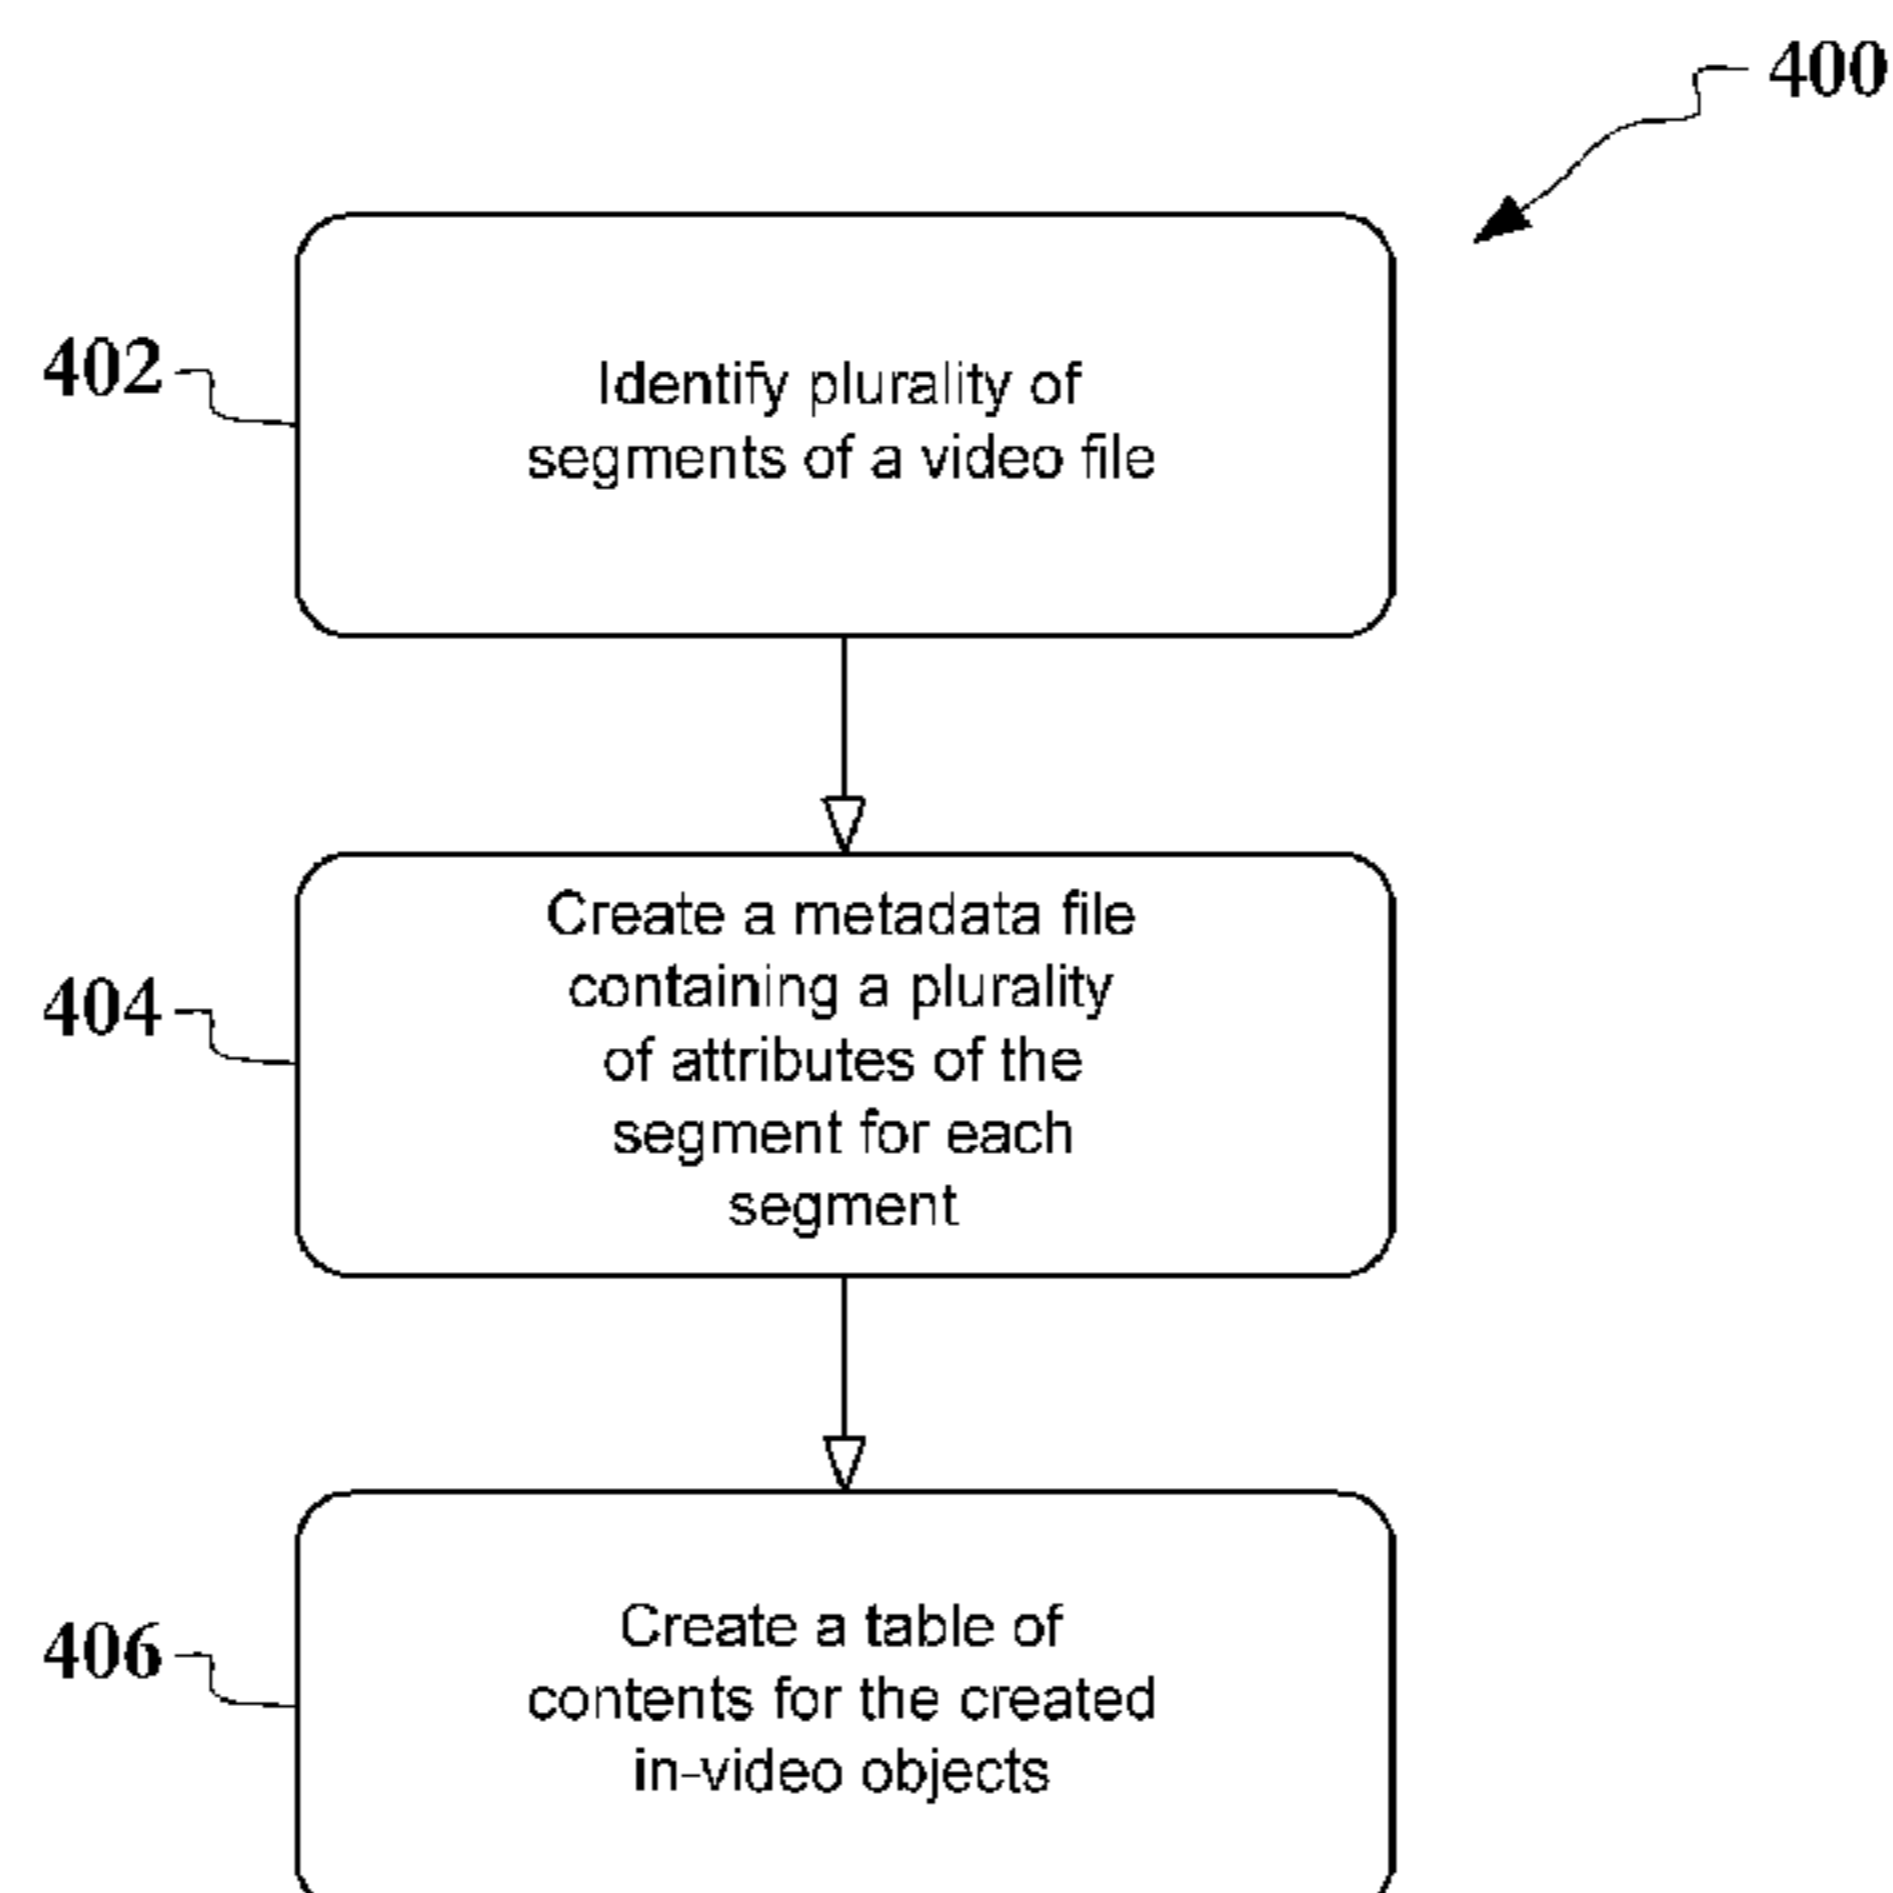 400
402
Identify plurality of
segments of a video file
404
Create a metadata file
containing a plurality
of attributes of the
segment for each
segment
406
Create a table of
contents for the created
in-video objects